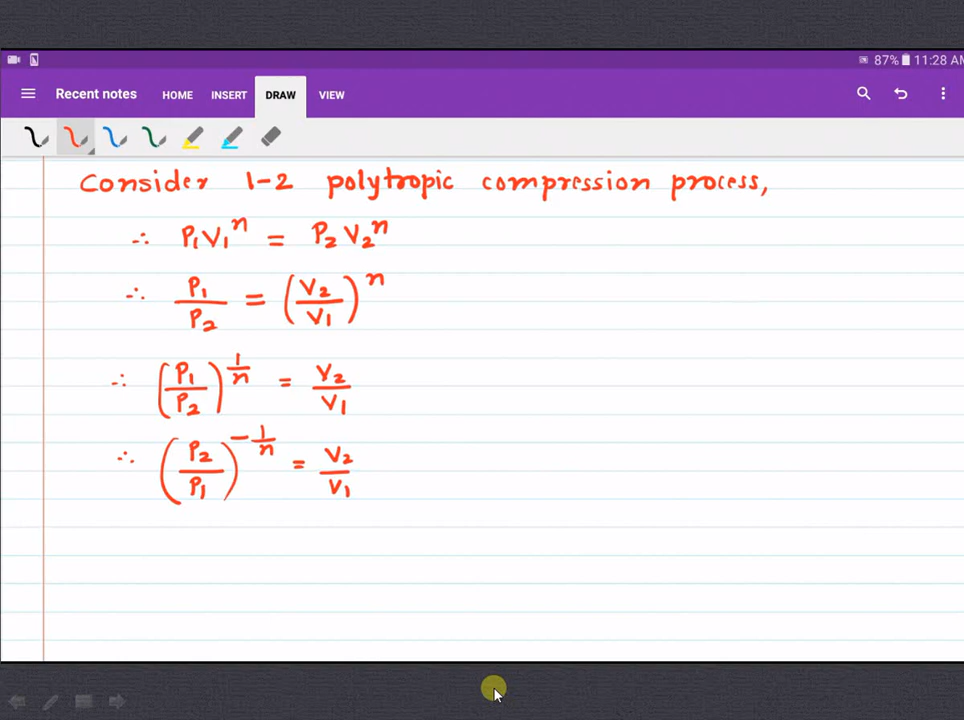 87% 11:28 AM
Recent notes HOME INSERT DRAW VIEW
Consider 1-2 polytropic compression process,
∴ P₁V₁ⁿ = P₂V₂ⁿ
∴ P₁/P₂ = (V₂/V₁)ⁿ
∴ (P₁/P₂)^(1/n) = V₂/V₁
∴ (P₂/P₁)^(-1/n) = V₂/V₁